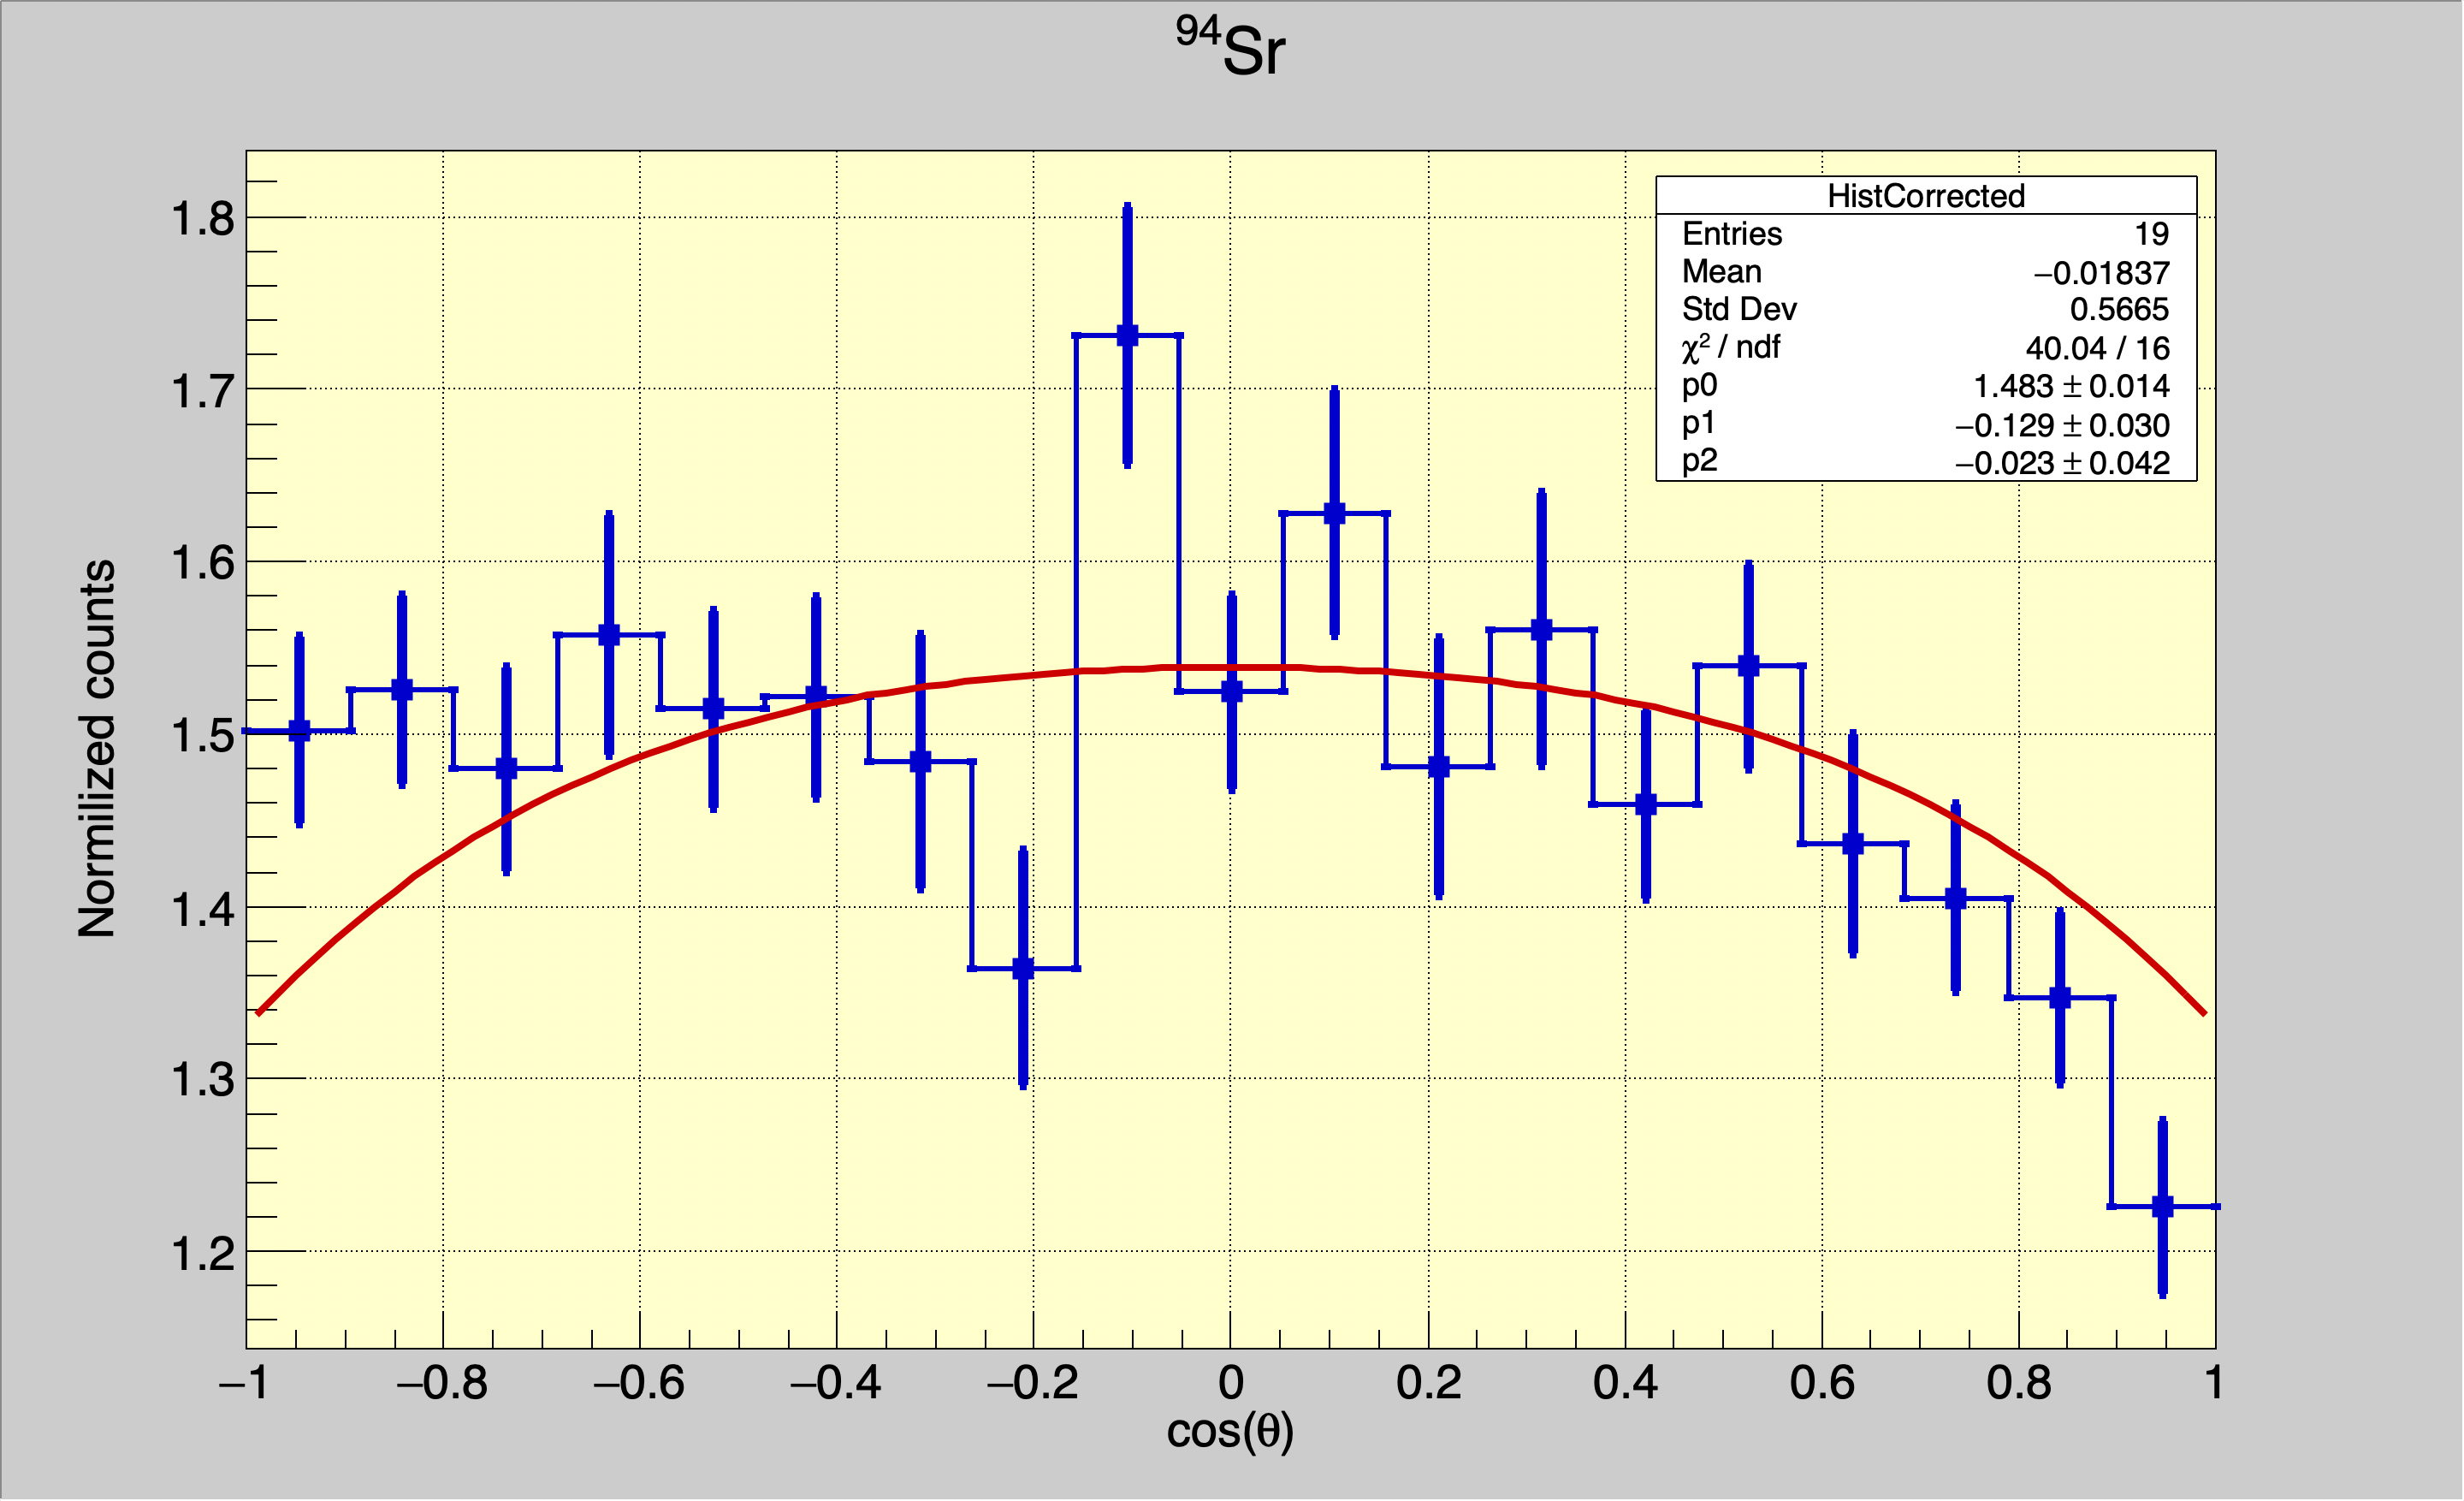 ⁹⁴Sr
HistCorrected
Entries 19
Mean −0.01837
Std Dev 0.5665
χ² / ndf 40.04 / 16
p0 1.483 ± 0.014
p1 −0.129 ± 0.030
p2 −0.023 ± 0.042
Normilized counts
1.8
1.7
1.6
1.5
1.4
1.3
1.2
−1 −0.8 −0.6 −0.4 −0.2 0 0.2 0.4 0.6 0.8 1
cos(θ)